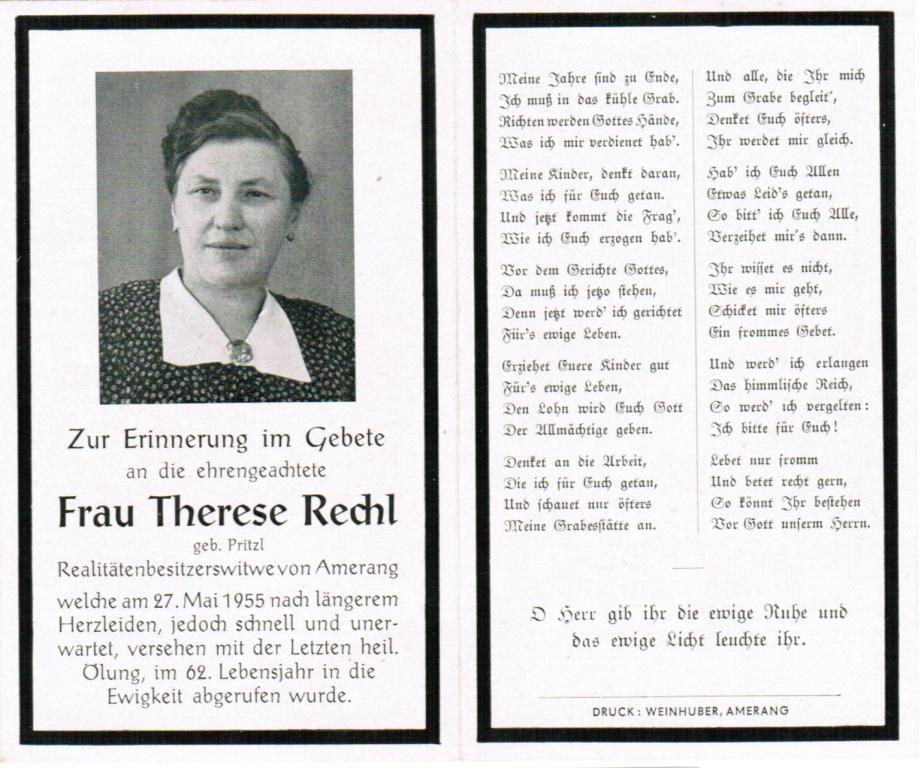 Zur Erinnerung im Gebete
an die ehrengeachtete
Frau Therese Rechl
geb. Pritzl
Realitätenbesitzerswitwe von Amerang
welche am 27. Mai 1955 nach längerem
Herzleiden, jedoch schnell und uner-
wartet, versehen mit der Letzten heil.
Ölung, im 62. Lebensjahr in die
Ewigkeit abgerufen wurde.
Meine Jahre sind zu Ende,
Ich muß in das kühle Grab.
Richten werden Gottes Hände,
Was ich mir verdienet hab'.
Meine Kinder, denkt daran,
Was ich für Euch getan.
Und jetzt kommt die Frag',
Wie ich Euch erzogen hab'.
Vor dem Gerichte Gottes,
Da muß ich jetzo stehen,
Denn jetzt werd' ich gerichtet
Für's ewige Leben.
Erziehet Euere Kinder gut
Für's ewige Leben,
Den Lohn wird Euch Gott
Der Allmächtige geben.
Denket an die Arbeit,
Die ich für Euch getan,
Und schauet nur öfters
Meine Grabesstätte an.
Und alle, die Ihr mich
Zum Grabe begleit',
Denket Euch öfters,
Ihr werdet mir gleich.
Hab' ich Euch Allen
Etwas Leid's getan,
So bitt' ich Euch Alle,
Verzeihet mir's dann.
Ihr wisset es nicht,
Wie es mir geht,
Schicket mir öfters
Ein frommes Gebet.
Und werd' ich erlangen
Das himmlische Reich,
So werd' ich vergelten:
Ich bitte für Euch!
Lebet nur fromm
Und betet recht gern,
So könnt Ihr bestehen
Vor Gott unserm Herrn.
O Herr gib ihr die ewige Ruhe und
das ewige Licht leuchte ihr.
DRUCK: WEINHUBER, AMERANG